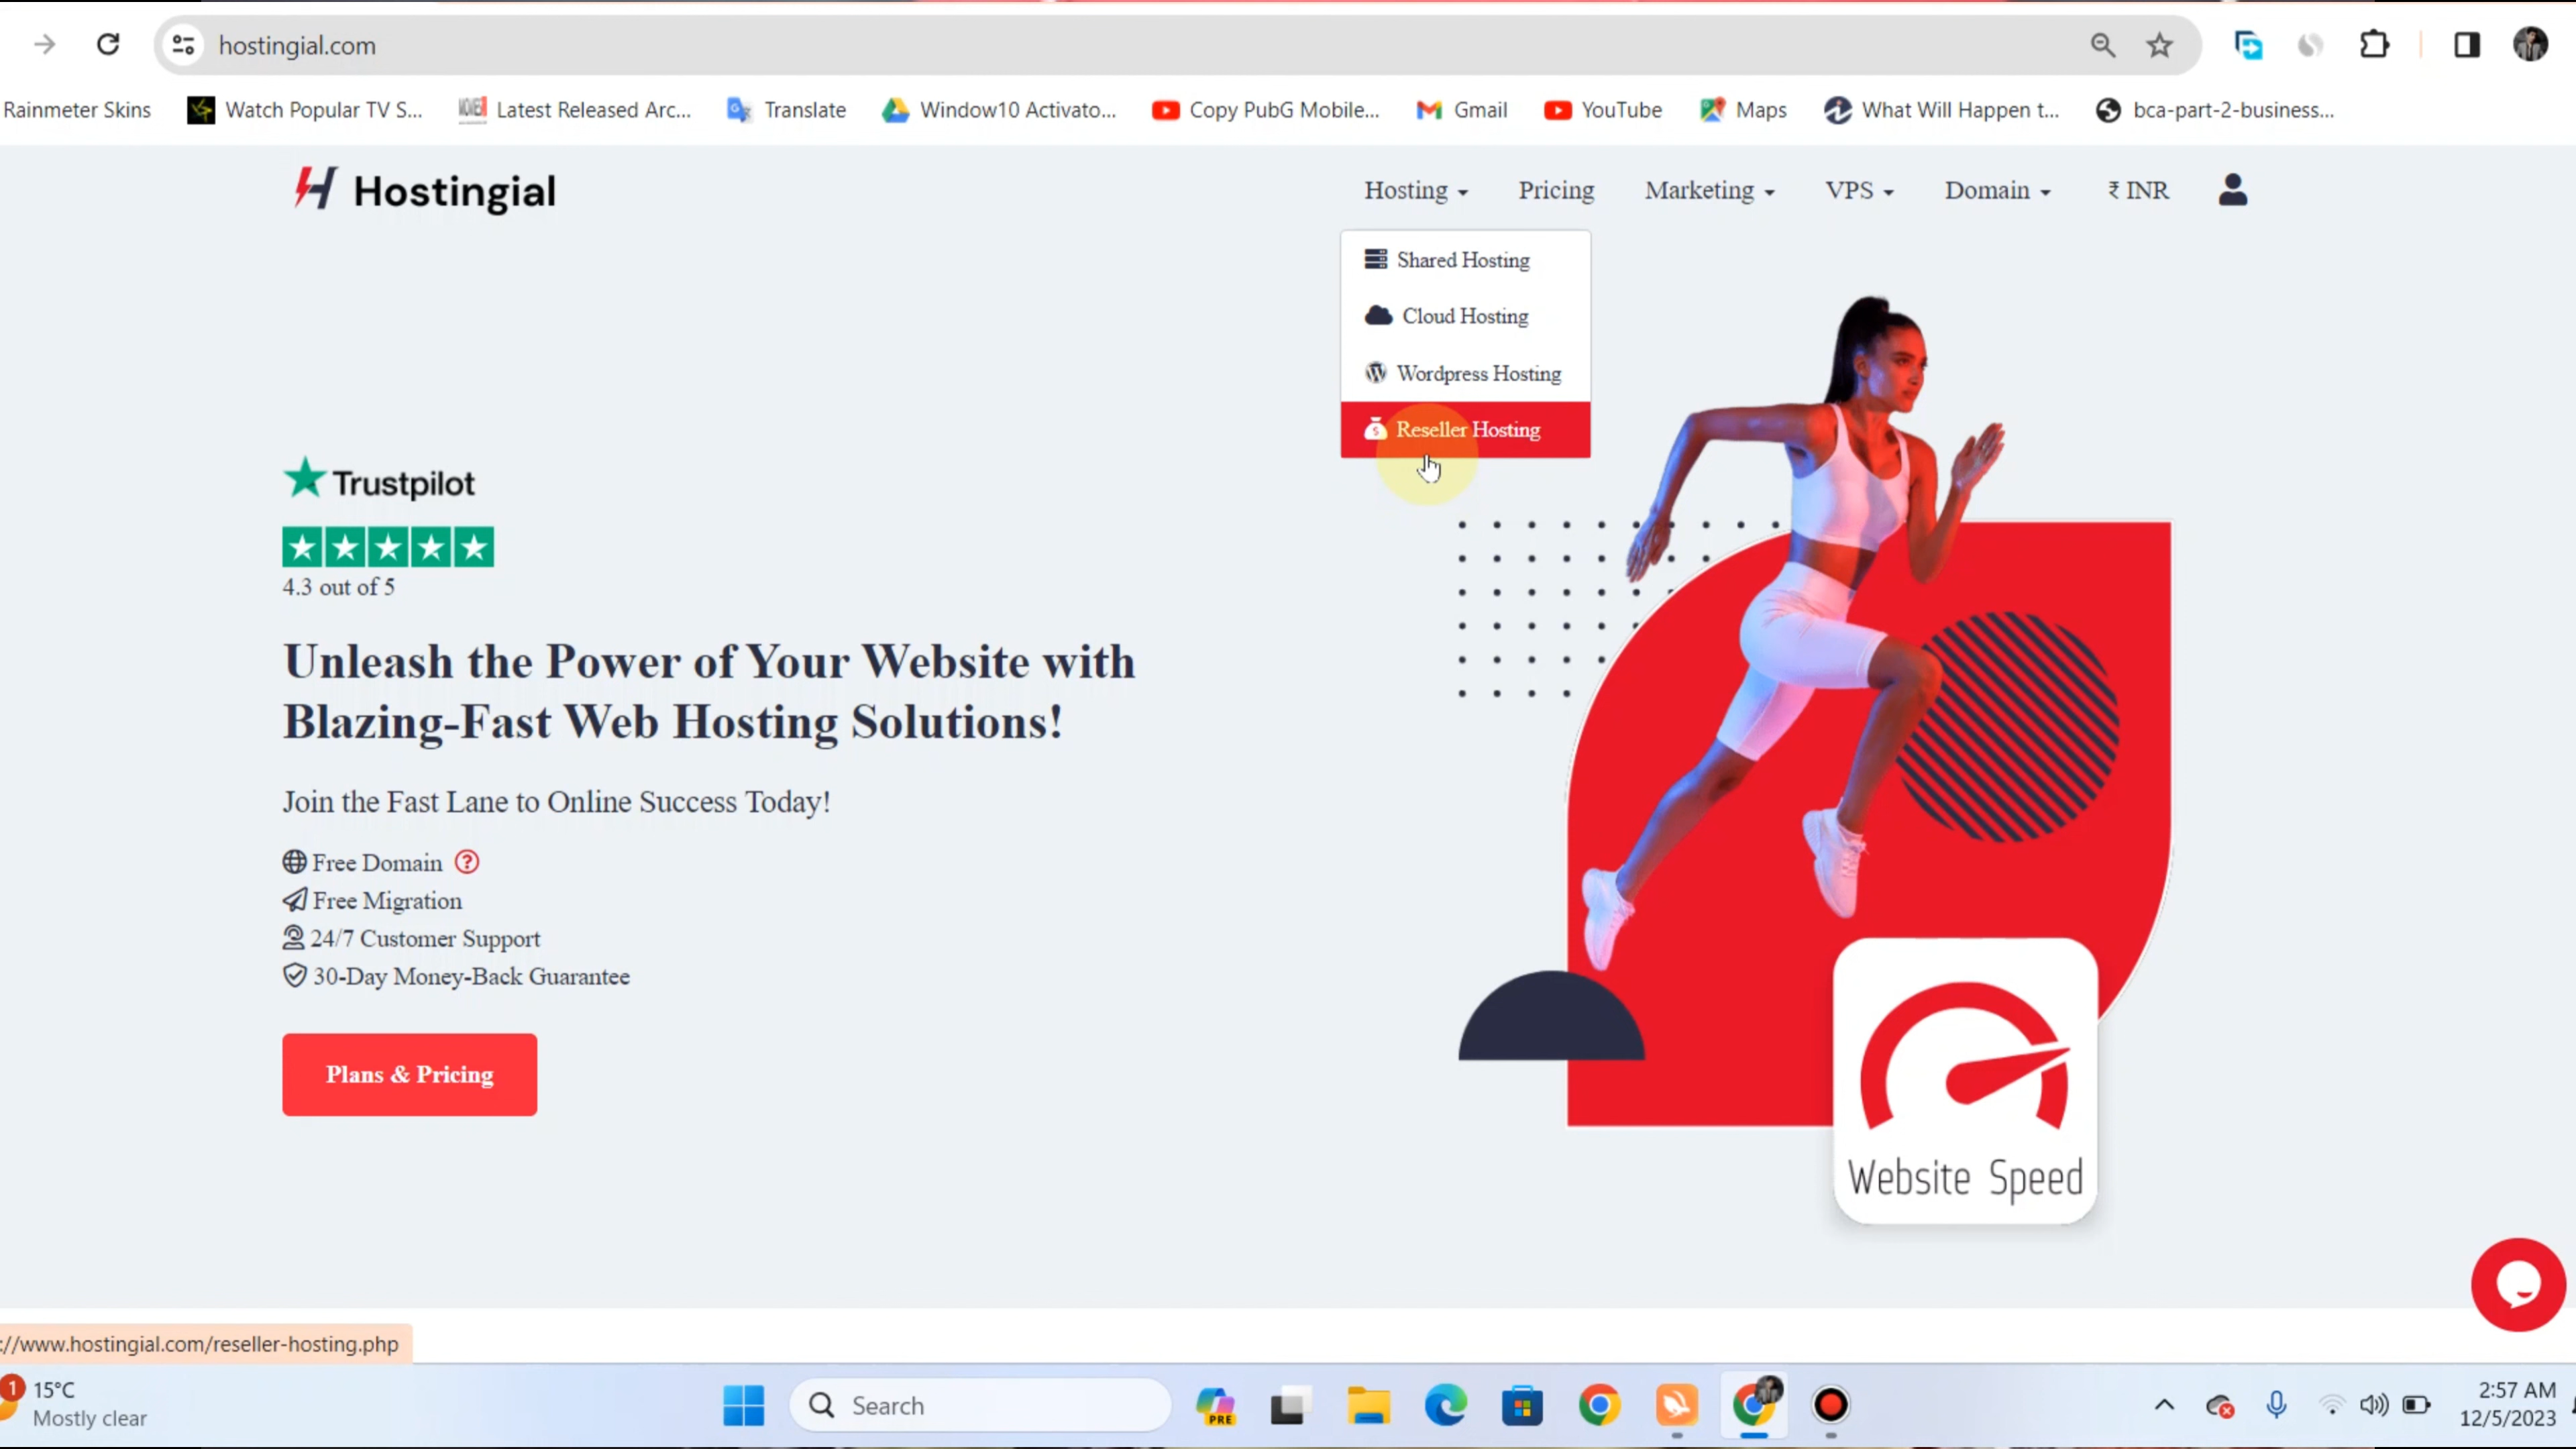 hostingial.com
Rainmeter Skins
Watch Popular TV S...
Latest Released Arc...
Translate
Window10 Activato...
Copy PubG Mobile...
Gmail
YouTube
Maps
What Will Happen t...
bca-part-2-business...
Hostingial
Hosting
Pricing
Marketing
VPS
Domain
₹ INR
Shared Hosting
Cloud Hosting
Wordpress Hosting
Reseller Hosting
Trustpilot
4.3 out of 5
Unleash the Power of Your Website with
Blazing-Fast Web Hosting Solutions!
Join the Fast Lane to Online Success Today!
Free Domain
Free Migration
24/7 Customer Support
30-Day Money-Back Guarantee
Plans & Pricing
Website Speed
://www.hostingial.com/reseller-hosting.php
1
15°C
Mostly clear
Search
PRE
2:57 AM
12/5/2023